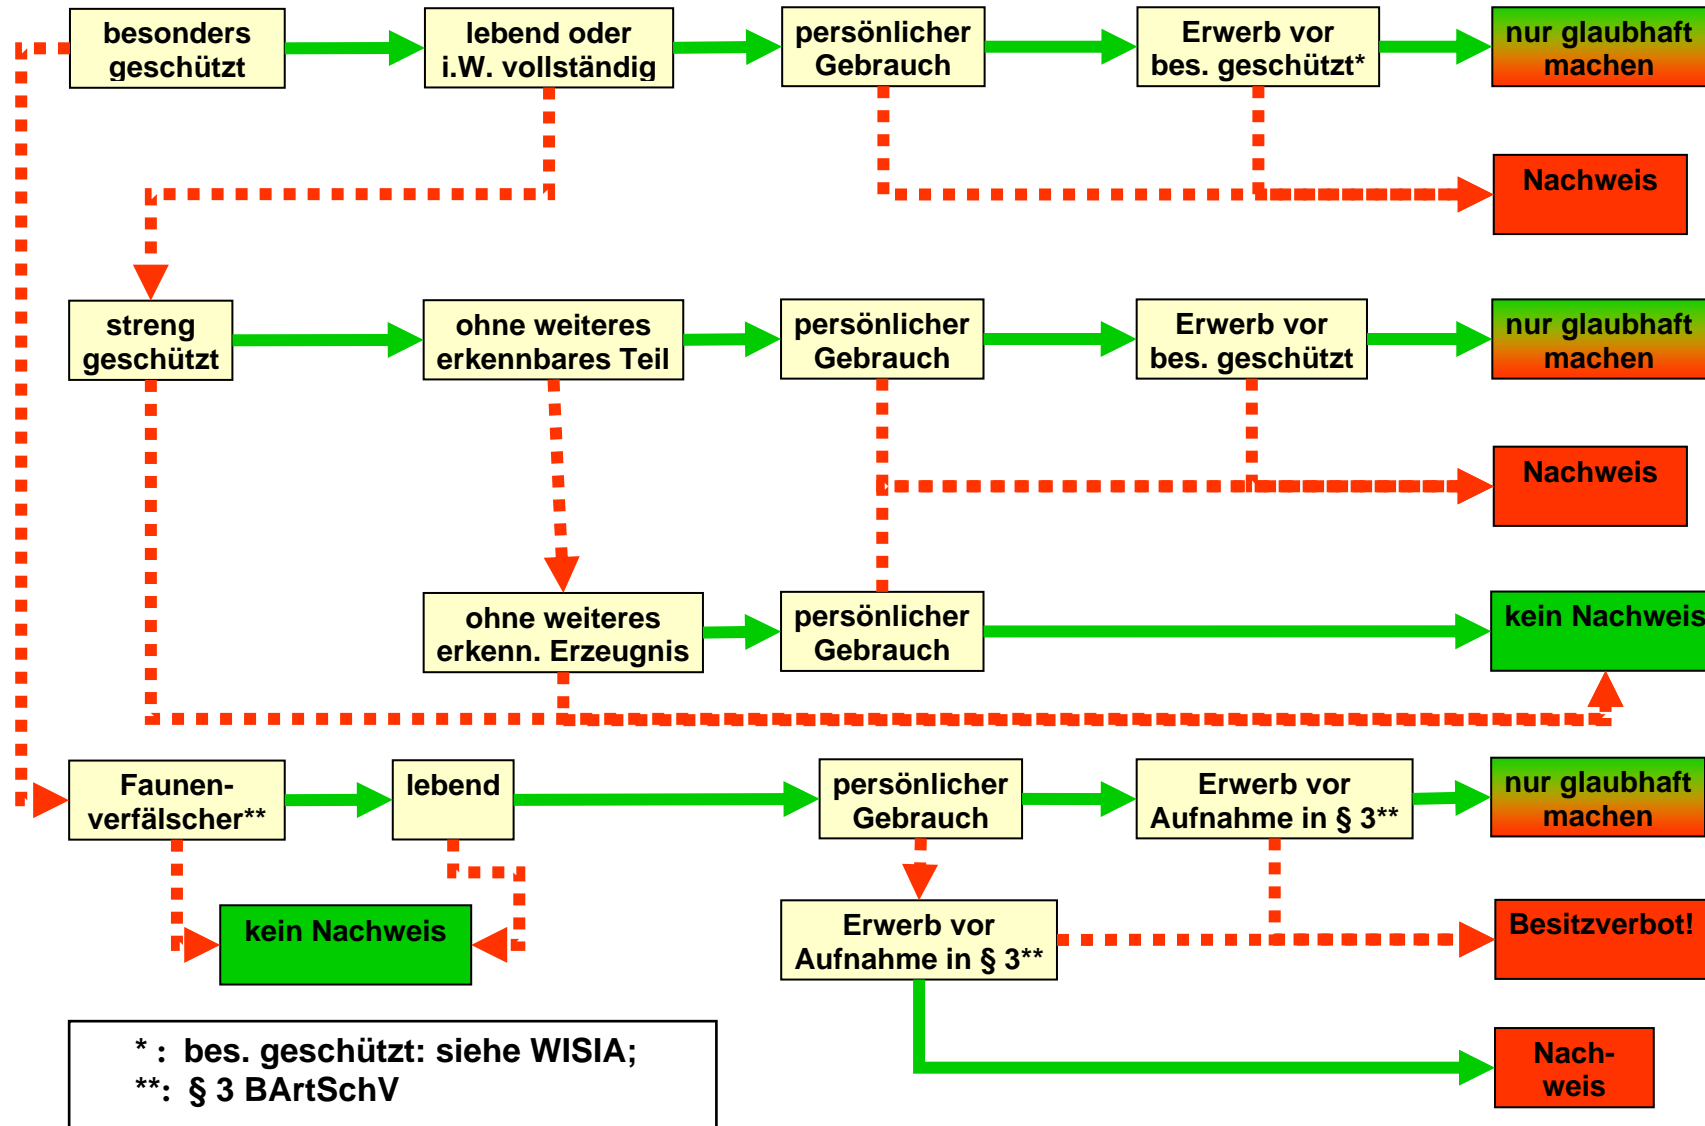 besonders
geschützt
lebend oder
i.W. vollständig
persönlicher
Gebrauch
Erwerb vor
bes. geschützt*
nur glaubhaft
machen
Nachweis
streng
geschützt
ohne weiteres
erkennbares Teil
persönlicher
Gebrauch
Erwerb vor
bes. geschützt
nur glaubhaft
machen
Nachweis
ohne weiteres
erkenn. Erzeugnis
persönlicher
Gebrauch
kein Nachweis
Faunen-
verfälscher**
lebend
persönlicher
Gebrauch
Erwerb vor
Aufnahme in § 3**
nur glaubhaft
machen
kein Nachweis
Erwerb vor
Aufnahme in § 3**
Besitzverbot!
Nach-
weis
* : bes. geschützt: siehe WISIA;
**: § 3 BArtSchV